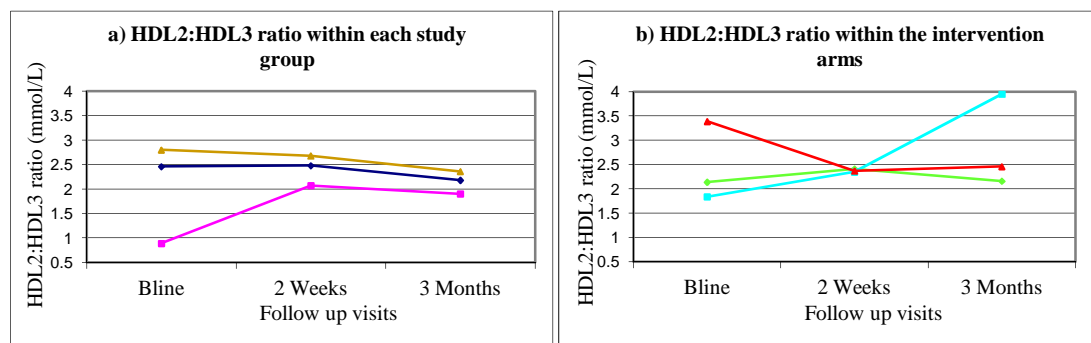 a) HDL2:HDL3 ratio within each study
group
HDL2:HDL3 ratio (mmol/L)
4
3.5
3
2.5
2
1.5
1
0.5
Bline 2 Weeks 3 Months
Follow up visits
b) HDL2:HDL3 ratio within the intervention
arms
HDL2:HDL3 ratio (mmol/L)
4
3.5
3
2.5
2
1.5
1
0.5
Bline 2 Weeks 3 Months
Follow up visits